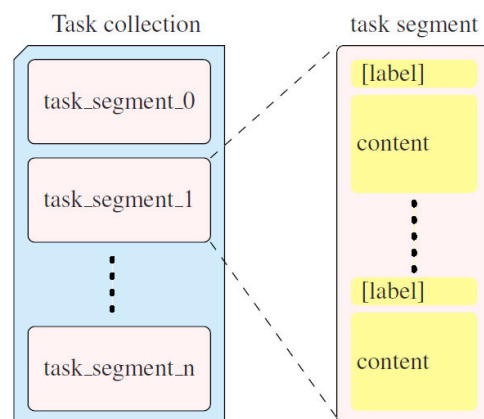 Task collection
task_segment_0
task_segment_1
task_segment_n
task segment
[label]
content
[label]
content